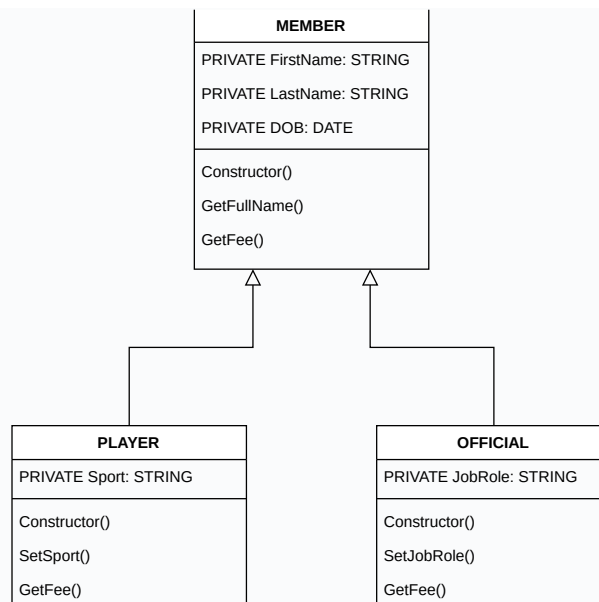 MEMBER
PRIVATE FirstName: STRING
PRIVATE LastName: STRING
PRIVATE DOB: DATE
Constructor()
GetFullName()
GetFee()
PLAYER
PRIVATE Sport: STRING
Constructor()
SetSport()
GetFee()
OFFICIAL
PRIVATE JobRole: STRING
Constructor()
SetJobRole()
GetFee()